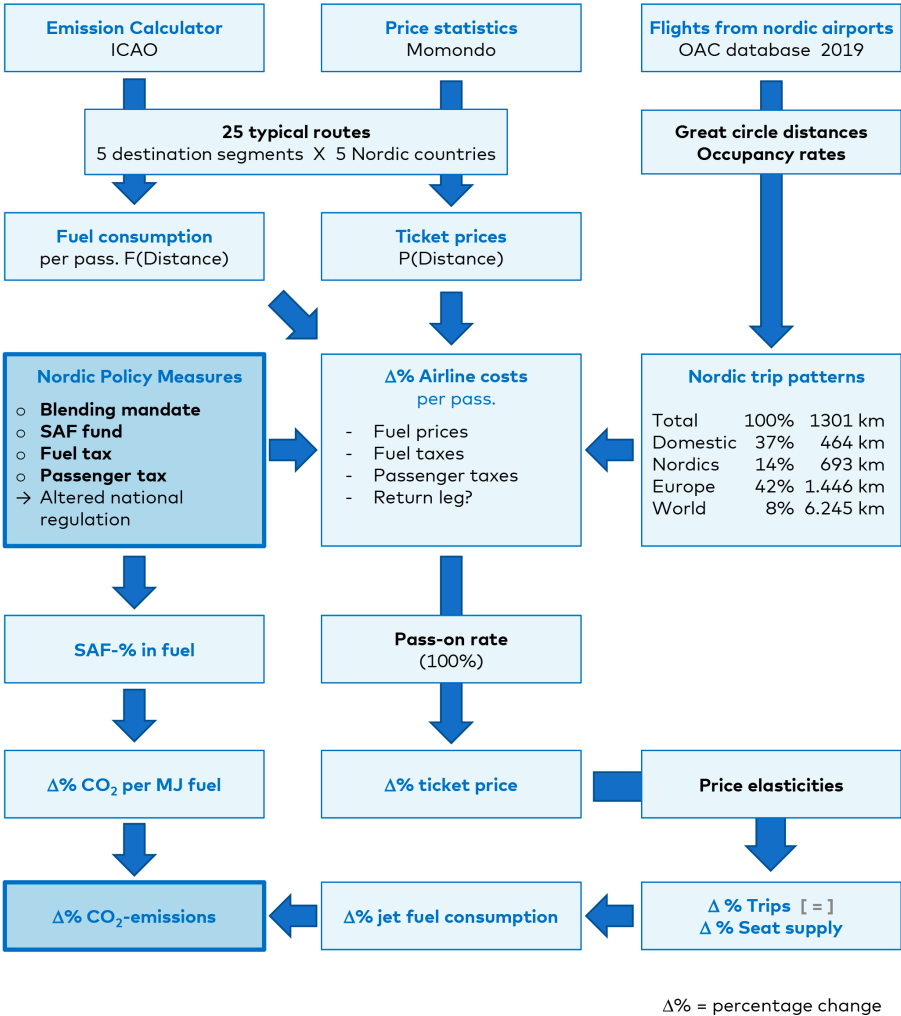 Emission Calculator
ICAO
Price statistics
Momondo
Flights from nordic airports
OAC database 2019
25 typical routes
5 destination segments X 5 Nordic countries
Great circle distances
Occupancy rates
Fuel consumption
per pass. F(Distance)
Ticket prices
P(Distance)
Nordic Policy Measures
o Blending mandate
o SAF fund
o Fuel tax
o Passenger tax
→ Altered national
regulation
Δ% Airline costs
per pass.
- Fuel prices
- Fuel taxes
- Passenger taxes
- Return leg?
Nordic trip patterns
Total 100% 1301 km
Domestic 37% 464 km
Nordics 14% 693 km
Europe 42% 1.446 km
World 8% 6.245 km
SAF-% in fuel
Pass-on rate
(100%)
Δ% CO₂ per MJ fuel
Δ% ticket price
Price elasticities
Δ% CO₂-emissions
Δ% jet fuel consumption
Δ % Trips [ = ]
Δ % Seat supply
Δ% = percentage change